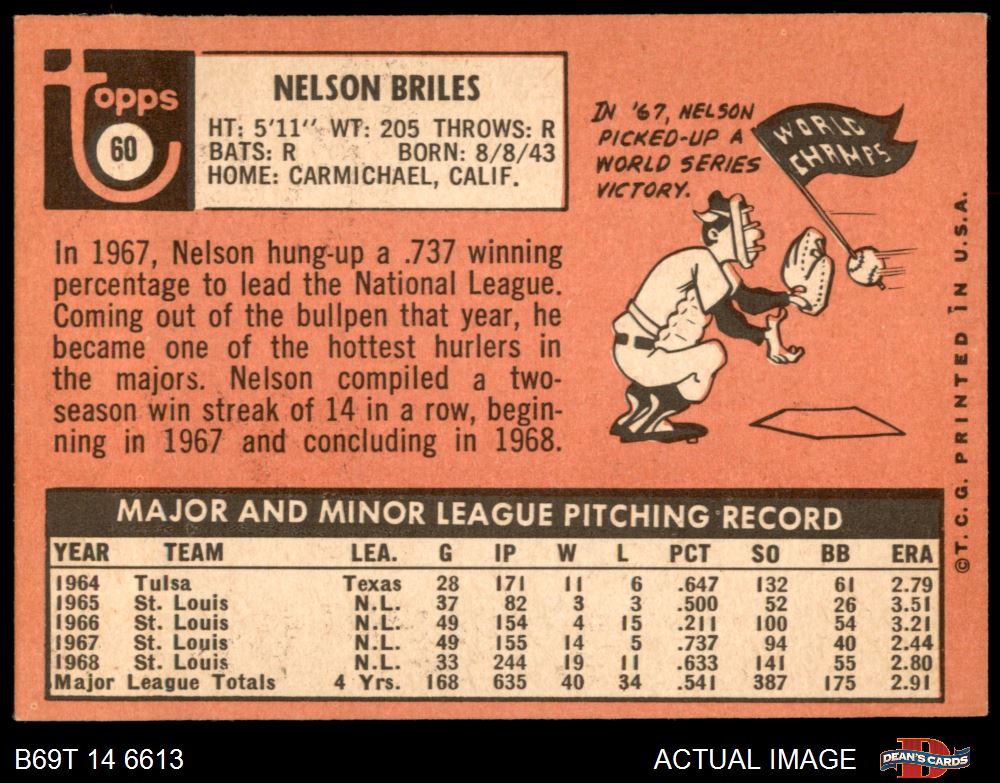 topps
60
NELSON BRILES
HT: 5'11" WT: 205 THROWS: R
BATS: R BORN: 8/8/43
HOME: CARMICHAEL, CALIF.
IN '67, NELSON
PICKED-UP A
WORLD SERIES
VICTORY.
WORLD
CHAMPS
In 1967, Nelson hung-up a .737 winning
percentage to lead the National League.
Coming out of the bullpen that year, he
became one of the hottest hurlers in
the majors. Nelson compiled a two-
season win streak of 14 in a row, begin-
ning in 1967 and concluding in 1968.
MAJOR AND MINOR LEAGUE PITCHING RECORD
YEAR TEAM LEA. G IP W L PCT SO BB ERA
1964 Tulsa Texas 28 171 11 6 .647 132 61 2.79
1965 St. Louis N.L. 37 82 3 3 .500 52 26 3.51
1966 St. Louis N.L. 49 154 4 15 .211 100 54 3.21
1967 St. Louis N.L. 49 155 14 5 .737 94 40 2.44
1968 St. Louis N.L. 33 244 19 11 .633 141 55 2.80
Major League Totals 4 Yrs. 168 635 40 34 .541 387 175 2.91
©T. C. G. PRINTED IN U.S.A.
B69T 14 6613
ACTUAL IMAGE
D
DEAN'S CARDS